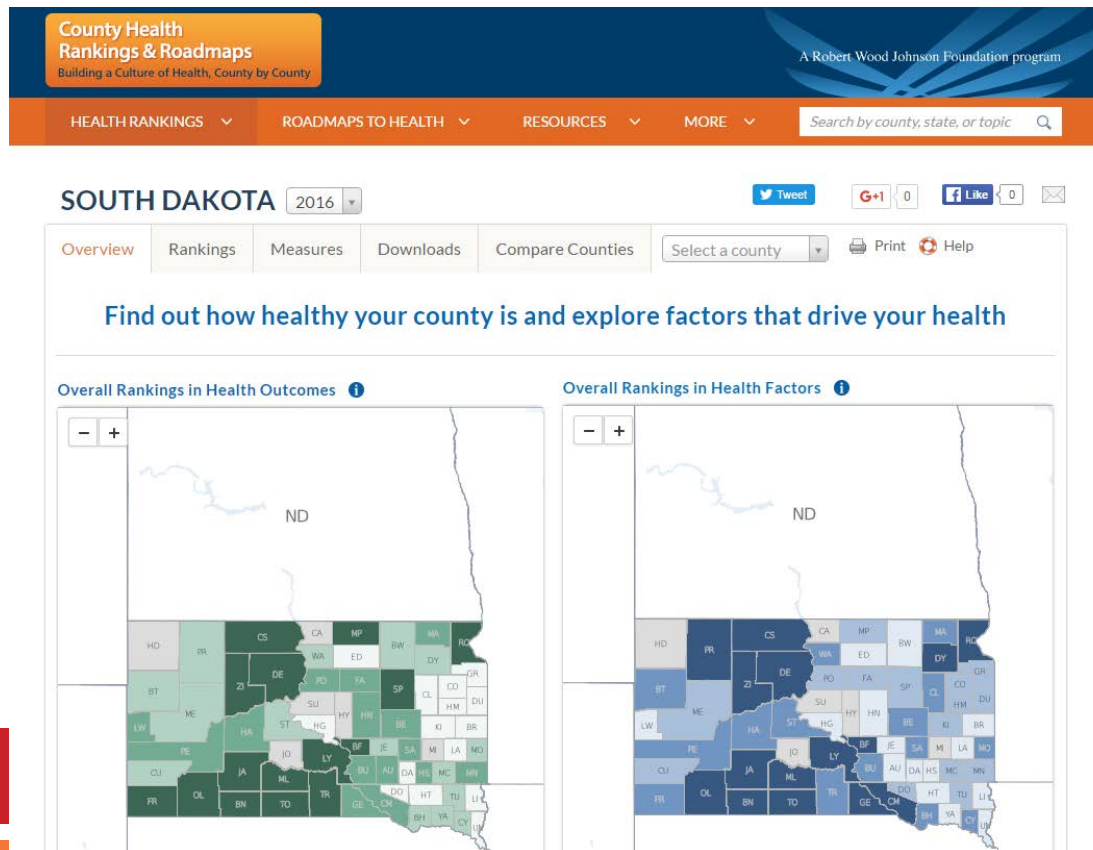 County Health
Rankings & Roadmaps
Building a Culture of Health, County by County
A Robert Wood Johnson Foundation program
HEALTH RANKINGS ROADMAPS TO HEALTH RESOURCES MORE Search by county, state, or topic
SOUTH DAKOTA 2016 Tweet G+1 0 Like 0
Overview Rankings Measures Downloads Compare Counties Select a county Print Help
Find out how healthy your county is and explore factors that drive your health
Overall Rankings in Health Outcomes Overall Rankings in Health Factors
− + − +
ND ND
HD PR CS CA MP BW MA RO
WA ED DY
BT ZI DE PO FA SP GR
CL CO
HM DU
ME SU HY HN
LW HA ST HG BE KI BR
PE JO LY BF JE SA MI LA MO
CU JA ML BU AU DA HS MC MN
FR OL BN TO TR GE CM DO HT TU LI
BH YA CY UN
HD PR CS CA MP BW MA RO
WA ED DY
BT ZI DE PO FA SP GR
CL CO
HM DU
ME SU HY HN
LW HA ST HG BE KI BR
PE JO LY BF JE SA MI LA MO
CU JA ML BU AU DA HS MC MN
FR OL BN TO TR GE CM DO HT TU LI
BH YA CY UN